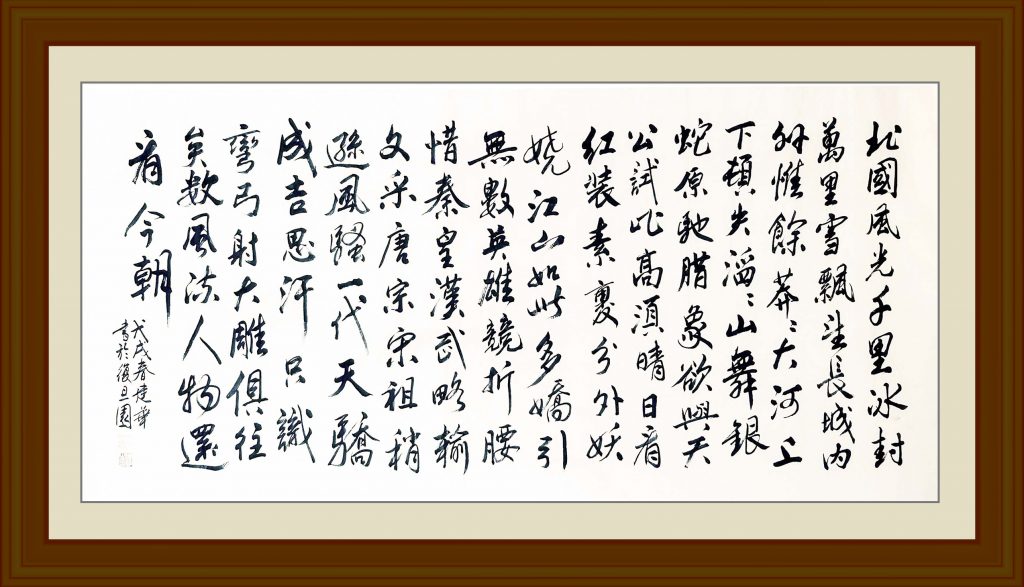 北國風光千里冰封
萬里雪飄望長城內
外惟餘莽〻大河上
下頓失滔〻山舞銀
蛇原馳腊象欲與天
公試比高須晴日看
紅裝素裹分外妖
嬈江山如此多嬌引
無數英雄競折腰
惜秦皇漢武略輸
文采唐宗宋祖稍
遜風騷一代天驕
成吉思汗只識
彎弓射大雕俱往
矣數風流人物還
看今朝
戊戌春建華
書於復旦園